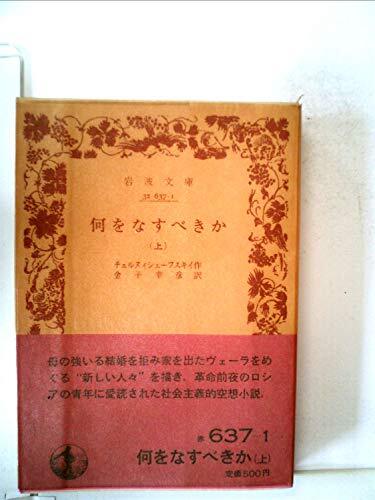 岩波文庫
32-637-1
何をなすべきか
(上)
チェルヌィシェーフスキイ作
金子幸彦訳
母の強いる結婚を拒み家を出たヴェーラをめ
ぐる“新しい人々”を描き,革命前夜のロシ
アの青年に愛読された社会主義的空想小説.
赤 637-1
何をなすべきか(上)
定価500円